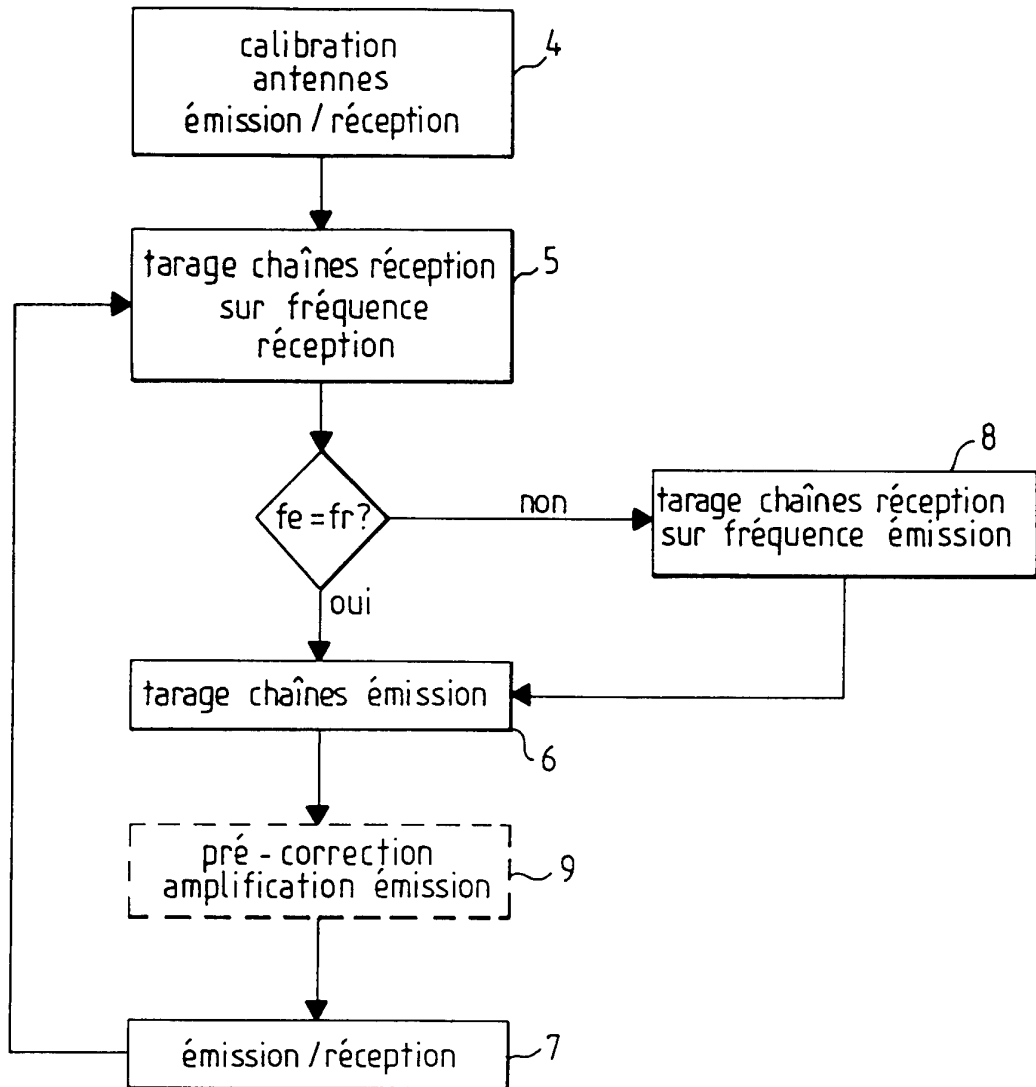 calibration
antennes
émission / réception
4
tarage chaînes réception
sur fréquence
réception
5
fe = fr?
non
8
tarage chaînes réception
sur fréquence émission
oui
tarage chaînes émission
6
pré - correction
amplification émission
9
émission / réception
7